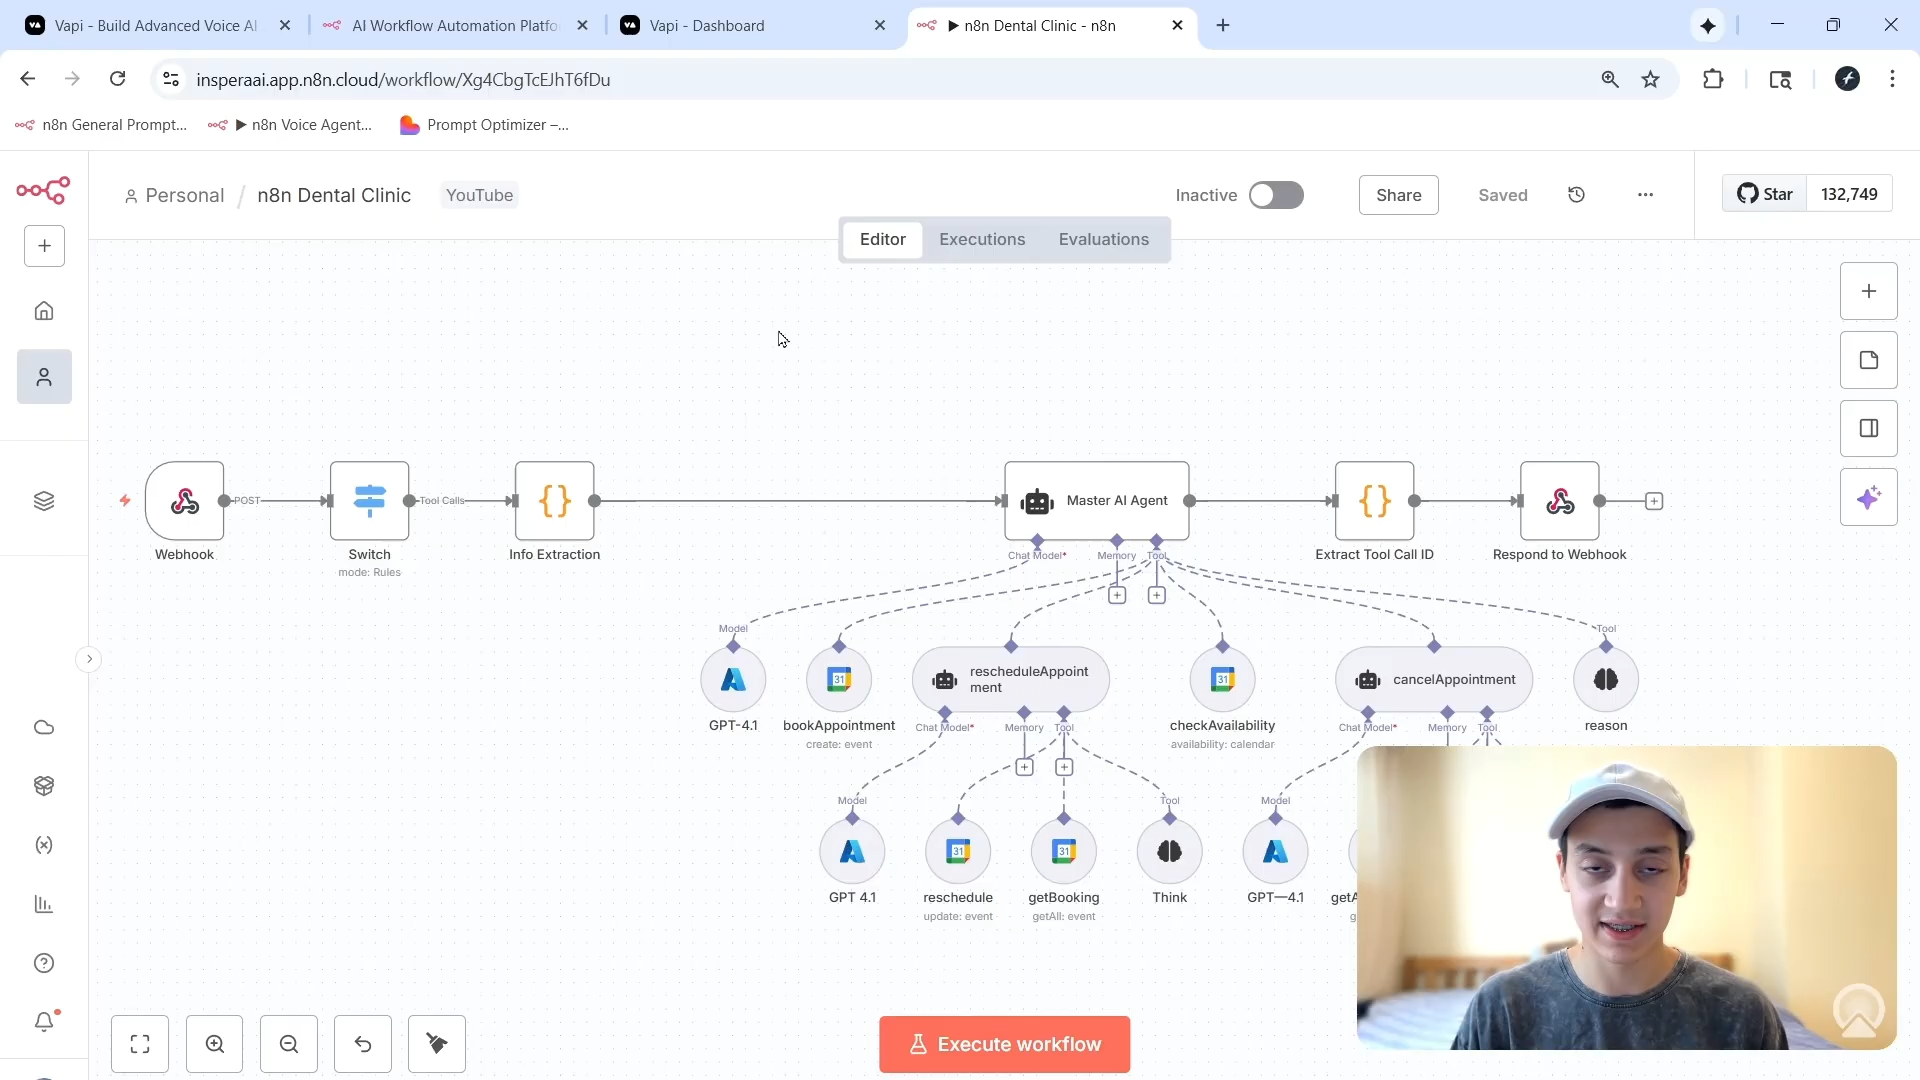 Vapi - Build Advanced Voice AI
AI Workflow Automation Platfo
Vapi - Dashboard
▶ n8n Dental Clinic - n8n
insperaai.app.n8n.cloud/workflow/Xg4CbgTcEJhT6fDu
n8n General Prompt...
▶ n8n Voice Agent...
Prompt Optimizer –...
Personal / n8n Dental Clinic
YouTube
Inactive
Share
Saved
Star
132,749
Editor
Executions
Evaluations
POST
Tool Calls
Master AI Agent
Webhook
Switch
Info Extraction
Extract Tool Call ID
Respond to Webhook
mode: Rules
Chat Model*
Memory
Tool
Model
Tool
rescheduleAppoint
ment
cancelAppointment
GPT-4.1
bookAppointment
Chat Model*
Memory
Tool
checkAvailability
Chat Model*
Memory
Tool
reason
create: event
availability: calendar
Model
Tool
Model
GPT 4.1
reschedule
getBooking
Think
GPT—4.1
getA
update: event
getAll: event
g
Execute workflow